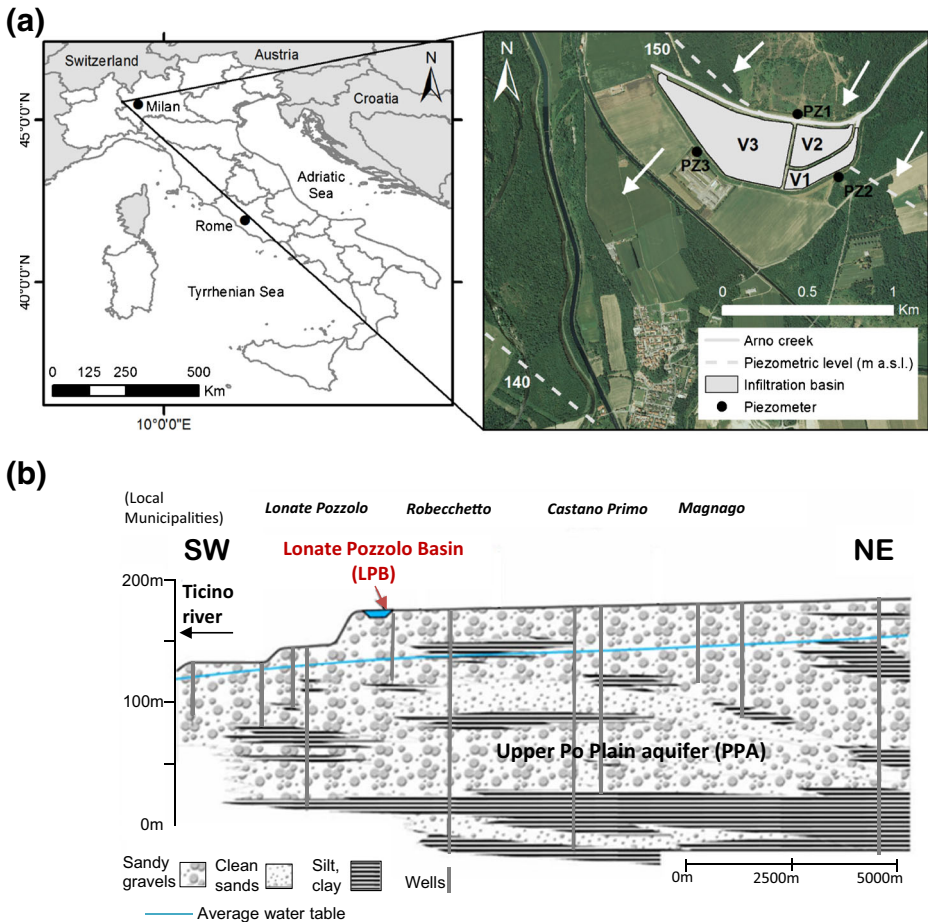 (a)
Switzerland
Austria
N
Croatia
Milan
45°0'0"N
Adriatic
Sea
Rome
40°0'0"N
Tyrrhenian Sea
0 125 250 500
Km
10°0'0"E
N
150
PZ1
V3
V2
PZ3
V1
PZ2
0 0.5 1
Km
140
Arno creek
Piezometric level (m a.s.l.)
Infiltration basin
Piezometer
(b)
(Local
Municipalities)
Lonate Pozzolo
Robecchetto
Castano Primo
Magnago
SW
Lonate Pozzolo Basin
(LPB)
NE
200m
Ticino
river
100m
Upper Po Plain aquifer (PPA)
0m
Sandy
gravels
Clean
sands
Silt,
clay
Wells
0m 2500m 5000m
Average water table